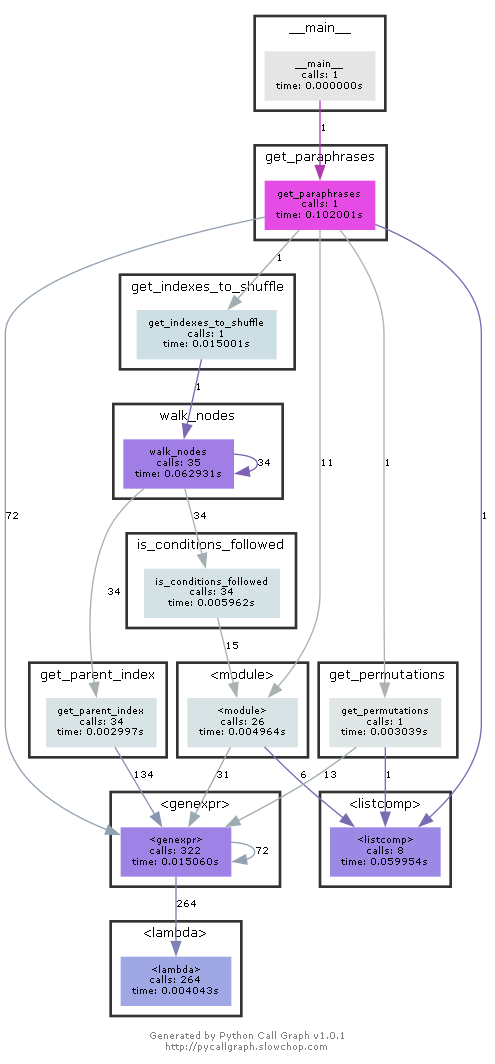 __main__
__main__
calls: 1
time: 0.000000s
1
get_paraphrases
get_paraphrases
calls: 1
time: 0.102001s
1
get_indexes_to_shuffle
get_indexes_to_shuffle
calls: 1
time: 0.015001s
1
walk_nodes
walk_nodes
calls: 35
time: 0.062931s
34
11
1
72
1
34
is_conditions_followed
is_conditions_followed
calls: 34
time: 0.005962s
34
15
get_parent_index
get_parent_index
calls: 34
time: 0.002997s
<module>
<module>
calls: 26
time: 0.004964s
get_permutations
get_permutations
calls: 1
time: 0.003039s
134
31
6
13
1
<genexpr>
<genexpr>
calls: 322
time: 0.015060s
72
<listcomp>
<listcomp>
calls: 8
time: 0.059954s
264
<lambda>
<lambda>
calls: 264
time: 0.004043s
Generated by Python Call Graph v1.0.1
http://pycallgraph.slowchop.com